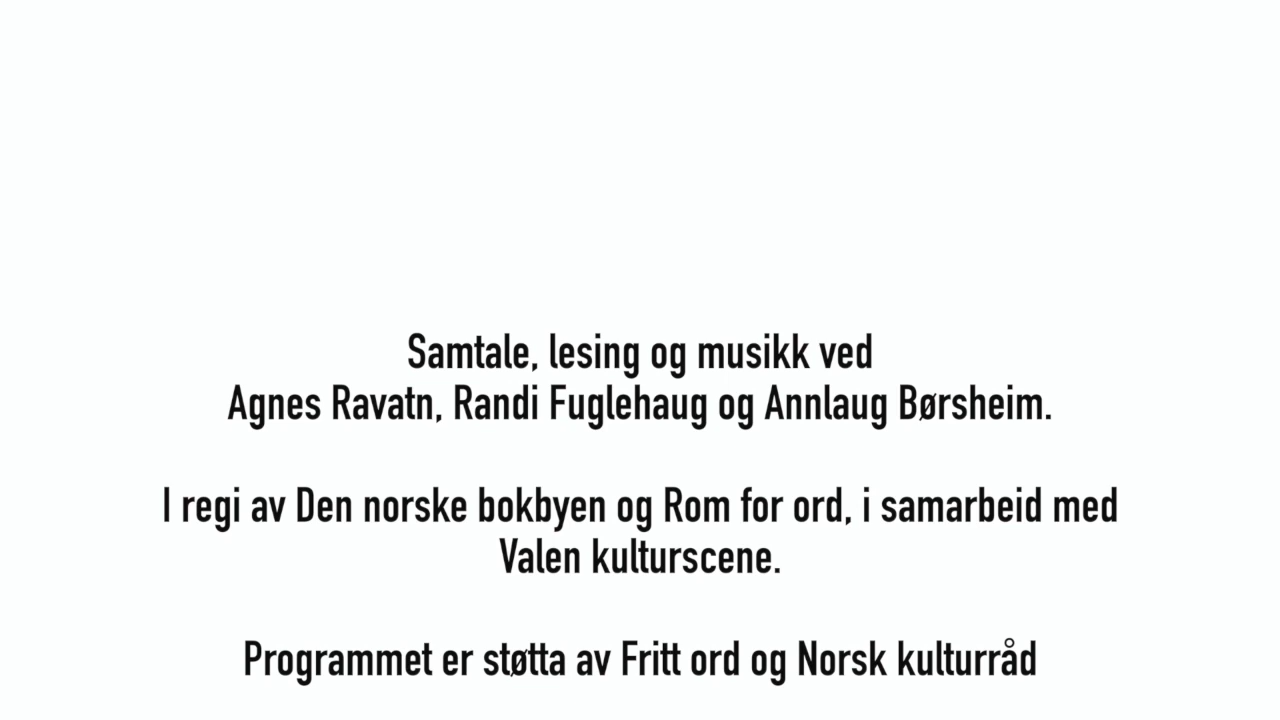 Samtale, lesing og musikk ved
Agnes Ravatn, Randi Fuglehaug og Annlaug Børsheim.
I regi av Den norske bokbyen og Rom for ord, i samarbeid med
Valen kulturscene.
Programmet er støtta av Fritt ord og Norsk kulturråd